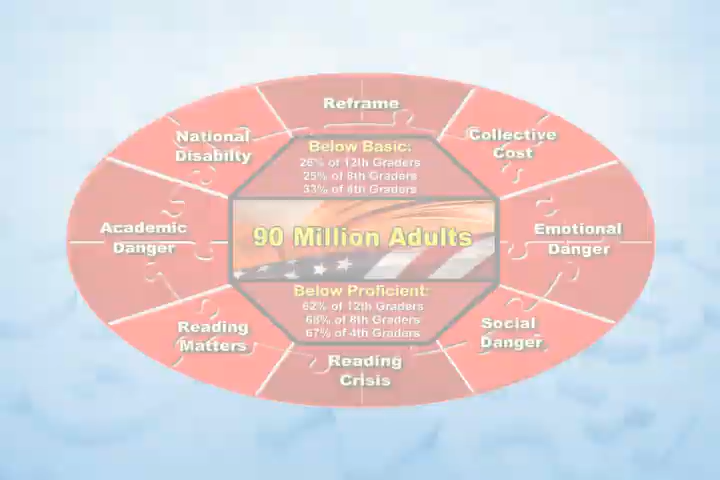 Reframe
National
Disabilty
Collective
Cost
Below Basic:
26% of 12th Graders
25% of 8th Graders
33% of 4th Graders
Academic
Danger
90 Million Adults
Emotional
Danger
Below Proficient:
62% of 12th Graders
68% of 8th Graders
67% of 4th Graders
Reading
Matters
Social
Danger
Reading
Crisis